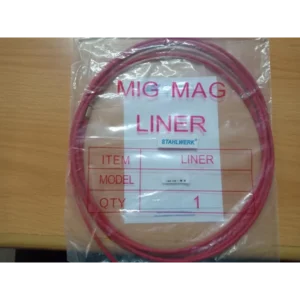 MIG MAG
LINER
STAHLWERK
ITEM LINER
MODEL
QTY 1